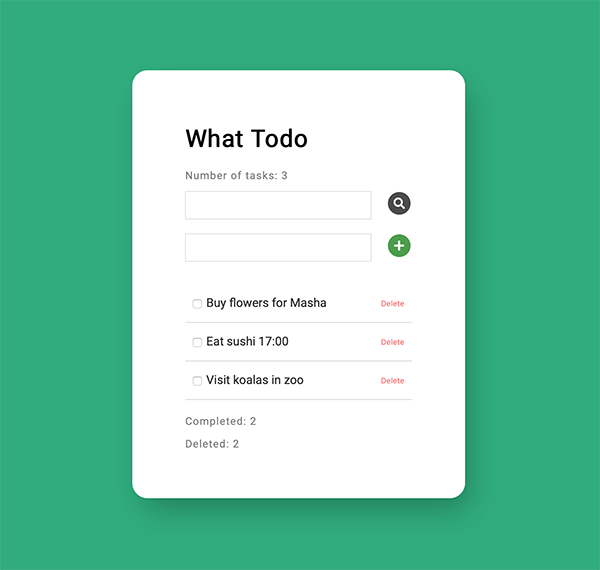 What Todo
Number of tasks: 3
Buy flowers for Masha Delete
Eat sushi 17:00 Delete
Visit koalas in zoo Delete
Completed: 2
Deleted: 2